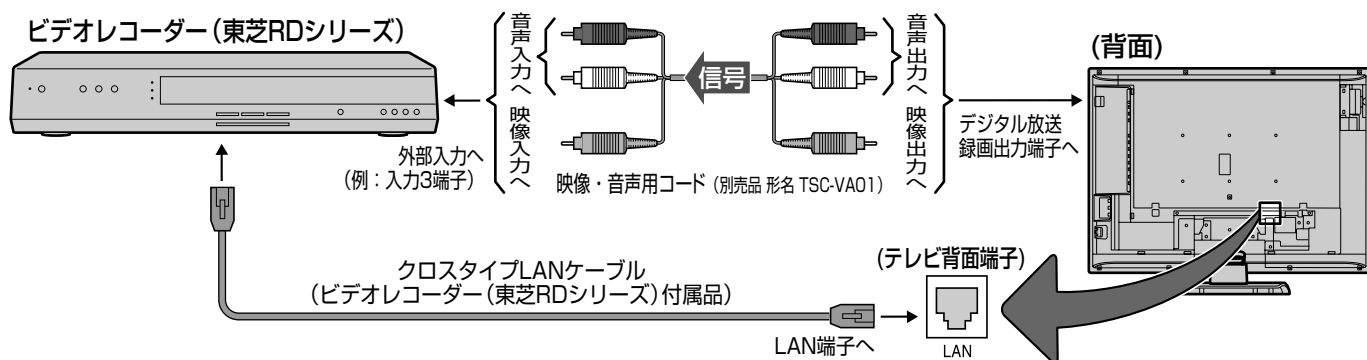 ビデオレコーダー（東芝RDシリーズ）
音声入力へ
映像入力へ
信号
音声出力へ
映像出力へ
(背面)
外部入力へ
（例：入力3端子）
映像・音声用コード（別売品 形名 TSC-VA01）
デジタル放送
録画出力端子へ
クロスタイプLANケーブル
（ビデオレコーダー（東芝RDシリーズ）付属品）
LAN端子へ
(テレビ背面端子)
LAN